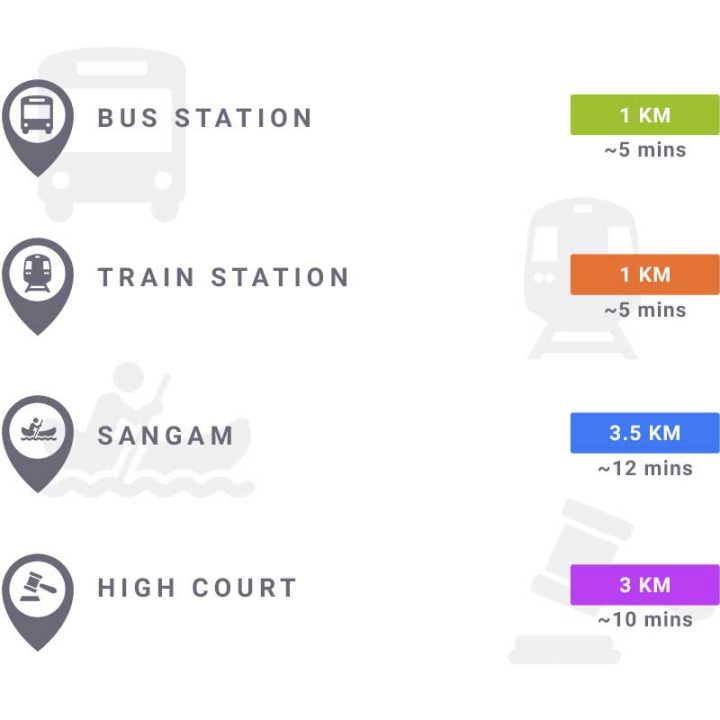 BUS STATION
1 KM
~5 mins
TRAIN STATION
1 KM
~5 mins
SANGAM
3.5 KM
~12 mins
HIGH COURT
3 KM
~10 mins